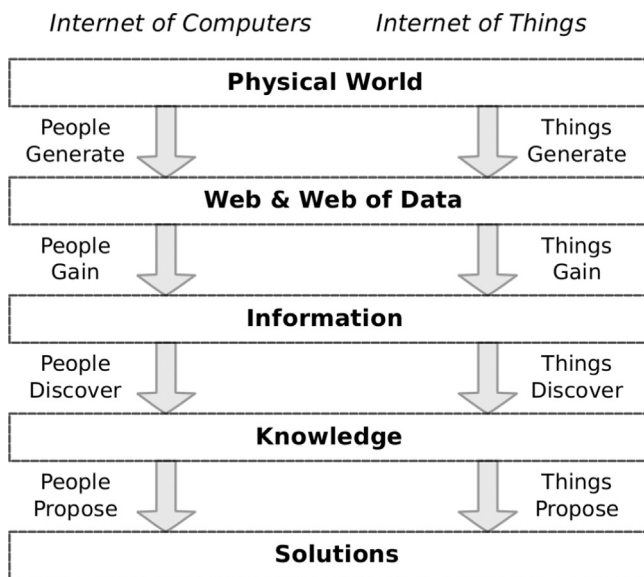 Internet of Computers
Internet of Things
Physical World
People
Generate
Things
Generate
Web & Web of Data
People
Gain
Things
Gain
Information
People
Discover
Things
Discover
Knowledge
People
Propose
Things
Propose
Solutions